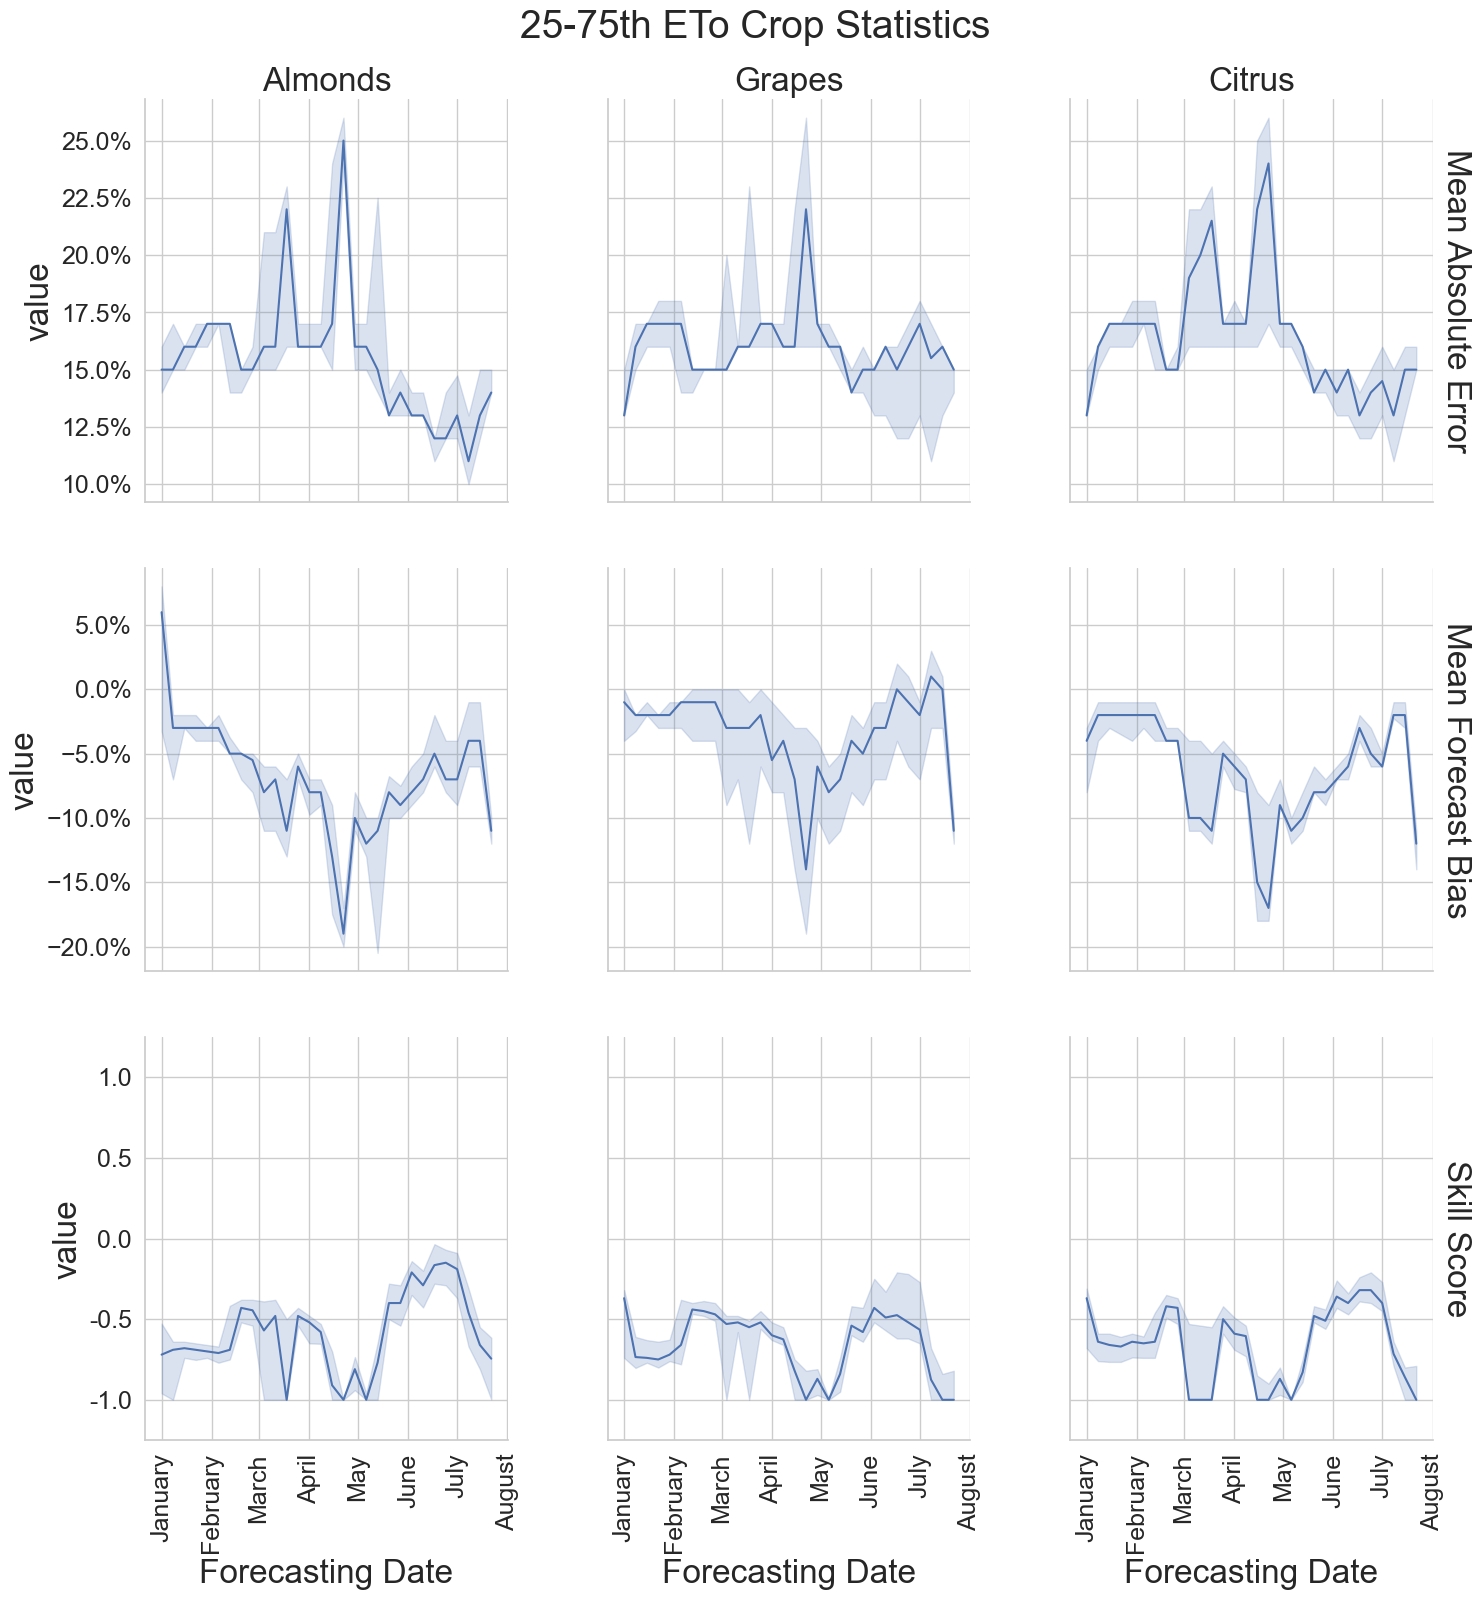 25-75th ETo Crop Statistics
Almonds
Grapes
Citrus
value
25.0%
22.5%
20.0%
17.5%
15.0%
12.5%
10.0%
Mean Absolute Error
value
5.0%
0.0%
−5.0%
−10.0%
−15.0%
−20.0%
Mean Forecast Bias
value
1.0
0.5
0.0
-0.5
-1.0
Skill Score
January
February
March
April
May
June
July
August
January
February
March
April
May
June
July
August
January
February
March
April
May
June
July
August
Forecasting Date
Forecasting Date
Forecasting Date